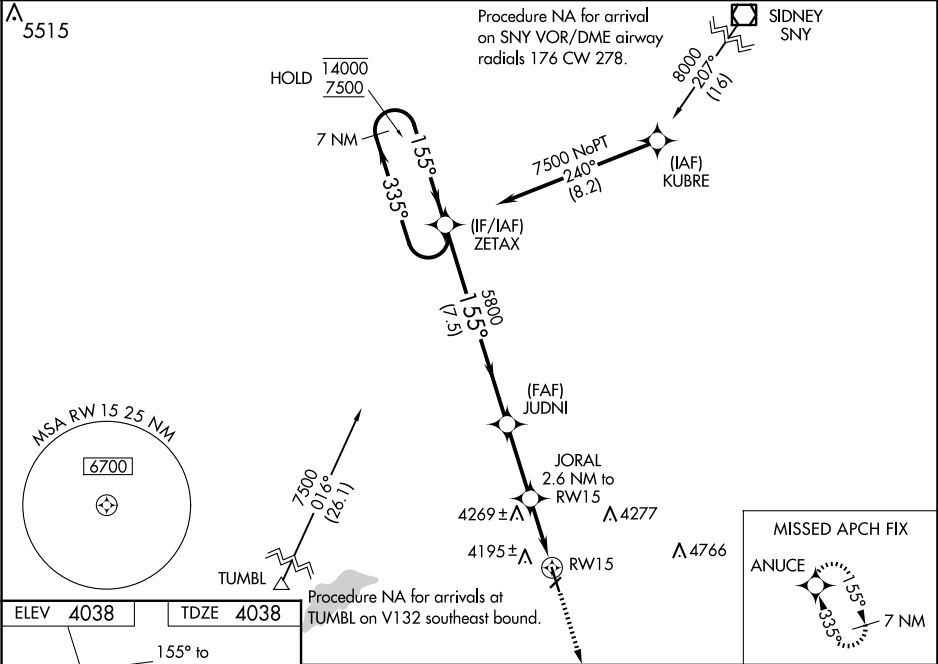 5515
Procedure NA for arrival
on SNY VOR/DME airway
radials 176 CW 278.
SIDNEY
SNY
8000
207°
(16)
HOLD
14000
7500
7 NM
155°
335°
7500 NoPT
240°
(8.2)
(IAF)
KUBRE
(IF/IAF)
ZETAX
5800
155°
(7.5)
(FAF)
JUDNI
MSA RW 15 25 NM
6700
7500
016°
(26.1)
JORAL
2.6 NM to
RW15
4269±
4277
4195±
RW15
4766
TUMBL
Procedure NA for arrivals at
TUMBL on V132 southeast bound.
MISSED APCH FIX
ANUCE
155°
335°
7 NM
ELEV 4038
TDZE 4038
155° to